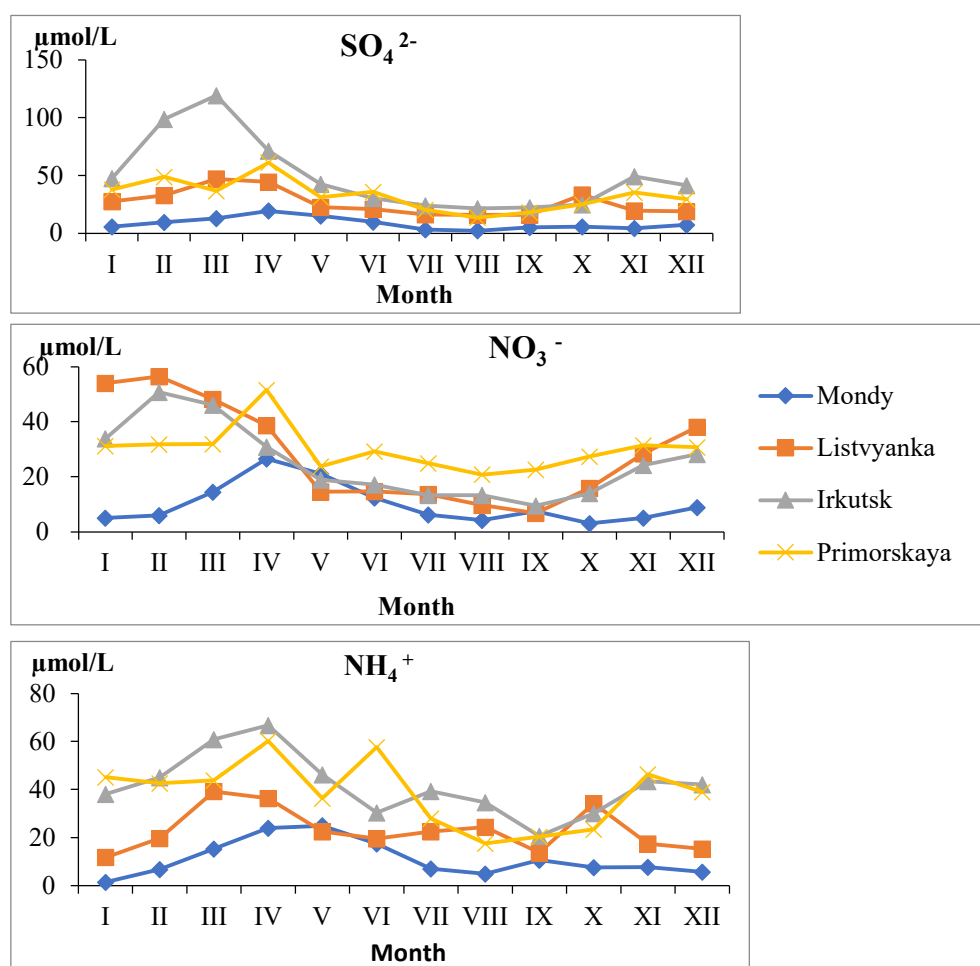 µmol/L
SO₄²⁻
150
100
50
0
I II III IV V VI VII VIII IX X XI XII
Month
µmol/L
NO₃⁻
60
40
20
0
I II III IV V VI VII VIII IX X XI XII
Month
Mondy
Listvyanka
Irkutsk
Primorskaya
µmol/L
NH₄⁺
80
60
40
20
0
I II III IV V VI VII VIII IX X XI XII
Month